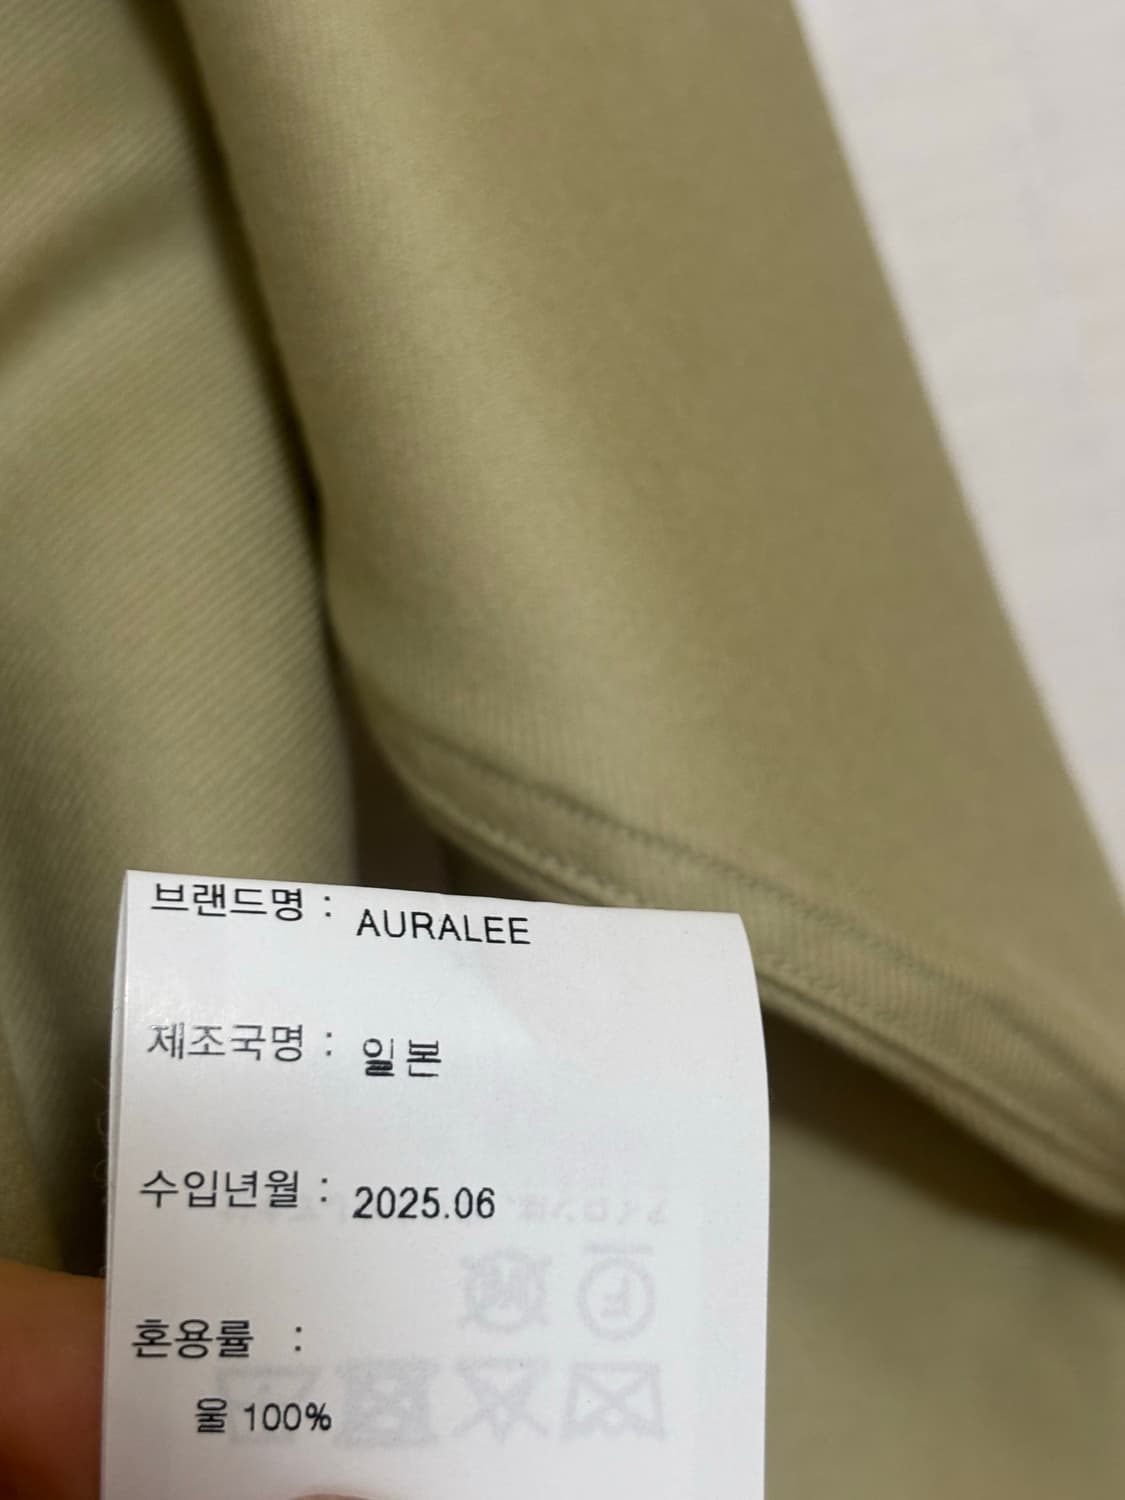 브랜드명 : AURALEE
제조국명 : 일본
수입년월 : 2025.06
혼용률 :
울 100%